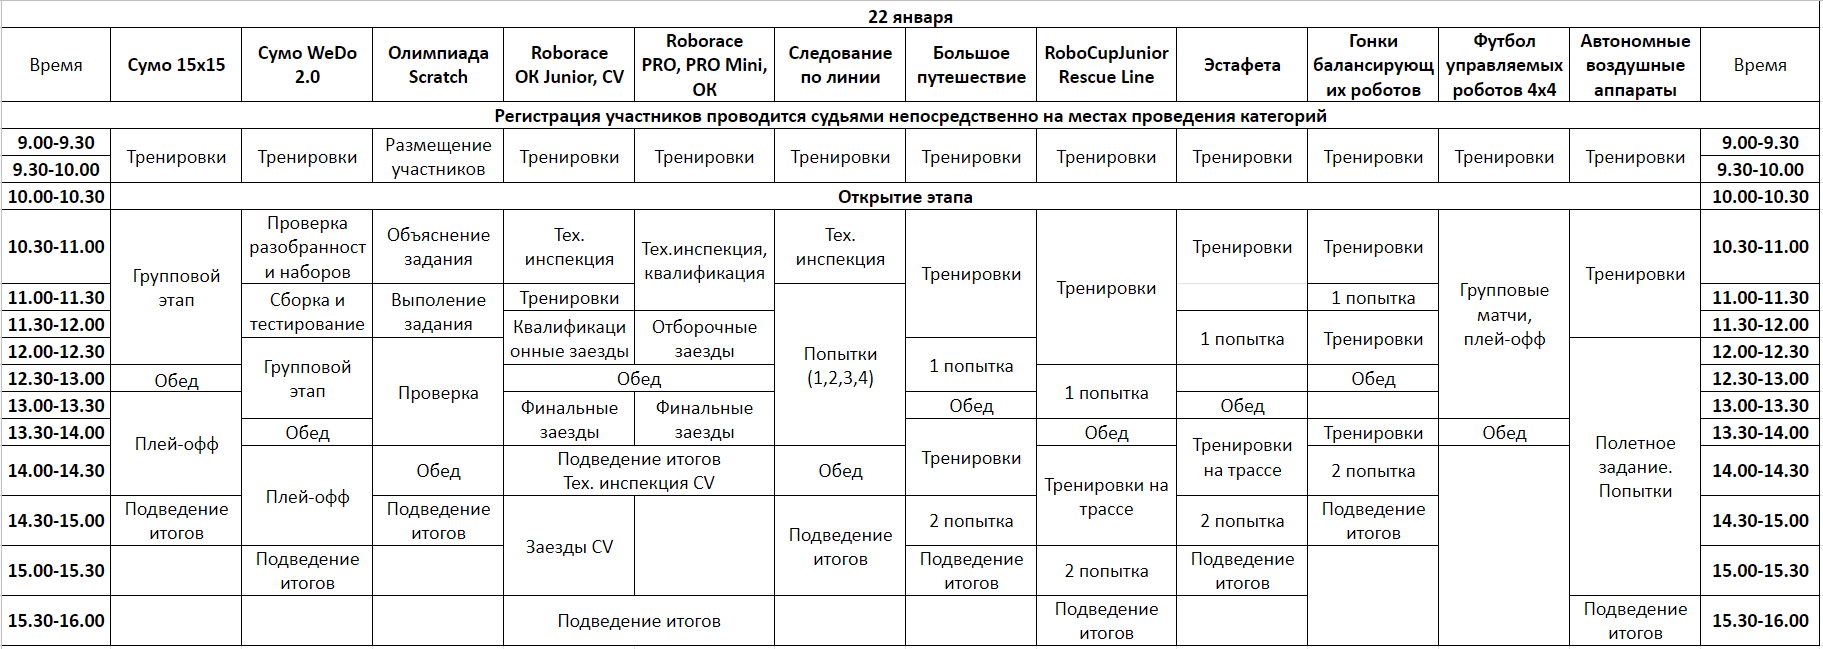 22 января
Время
Сумо 15х15
Сумо WeDo
2.0
Олимпиада
Scratch
Roborace
OK Junior, CV
Roborace
PRO, PRO Mini,
ОК
Следование
по линии
Большое
путешествие
RoboCupJunior
Rescue Line
Эстафета
Гонки
балансирующ
их роботов
Футбол
управляемых
роботов 4х4
Автономные
воздушные
аппараты
Время
Регистрация участников проводится судьями непосредственно на местах проведения категорий
9.00-9.30
9.30-10.00
Тренировки
Тренировки
Размещение
участников
Тренировки
Тренировки
Тренировки
Тренировки
Тренировки
Тренировки
Тренировки
Тренировки
Тренировки
9.00-9.30
9.30-10.00
10.00-10.30
Открытие этапа
10.00-10.30
10.30-11.00
11.00-11.30
11.30-12.00
12.00-12.30
12.30-13.00
13.00-13.30
13.30-14.00
14.00-14.30
14.30-15.00
15.00-15.30
15.30-16.00
Групповой
этап
Обед
Плей-офф
Подведение
итогов
Проверка
разобранност
и наборов
Сборка и
тестирование
Групповой
этап
Обед
Плей-офф
Подведение
итогов
Объяснение
задания
Выполение
задания
Проверка
Обед
Подведение
итогов
Тех.
инспекция
Тренировки
Квалификаци
онные заезды
Тех.инспекция,
квалификация
Отборочные
заезды
Обед
Финальные
заезды
Финальные
заезды
Подведение итогов
Тех. инспекция CV
Заезды CV
Подведение итогов
Тех.
инспекция
Попытки
(1,2,3,4)
Обед
Подведение
итогов
Тренировки
1 попытка
Обед
Тренировки
2 попытка
Подведение
итогов
Тренировки
1 попытка
Обед
Тренировки на
трассе
2 попытка
Подведение
итогов
Тренировки
1 попытка
Обед
Тренировки
на трассе
2 попытка
Подведение
итогов
Тренировки
1 попытка
Тренировки
Обед
Тренировки
2 попытка
Подведение
итогов
Групповые
матчи,
плей-офф
Обед
Тренировки
Полетное
задание.
Попытки
Подведение
итогов
10.30-11.00
11.00-11.30
11.30-12.00
12.00-12.30
12.30-13.00
13.00-13.30
13.30-14.00
14.00-14.30
14.30-15.00
15.00-15.30
15.30-16.00